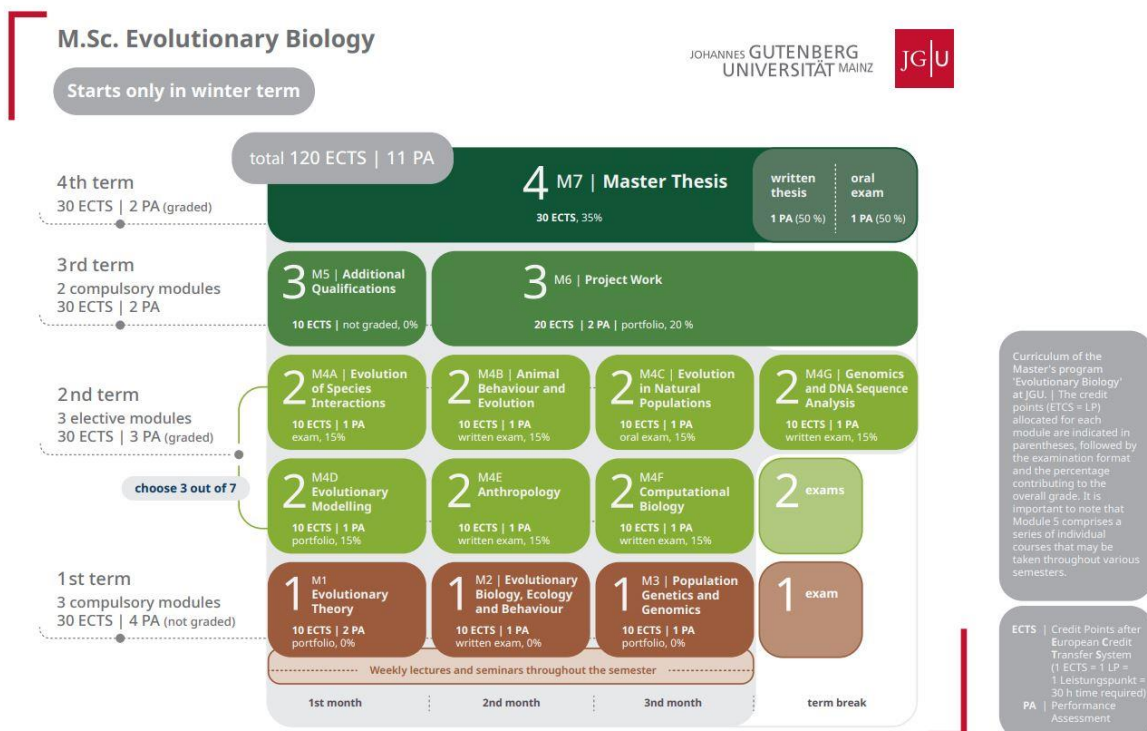 M.Sc. Evolutionary Biology
Starts only in winter term
JOHANNES GUTENBERG
UNIVERSITÄT MAINZ
JG|U
total 120 ECTS | 11 PA
4th term
30 ECTS | 2 PA (graded)
4 M7 | Master Thesis
30 ECTS, 35%
written
thesis
1 PA (50 %)
oral
exam
1 PA (50 %)
3rd term
2 compulsory modules
30 ECTS | 2 PA
3 M5 | Additional
Qualifications
10 ECTS | not graded, 0%
3 M6 | Project Work
20 ECTS | 2 PA | portfolio, 20 %
2nd term
3 elective modules
30 ECTS | 3 PA (graded)
choose 3 out of 7
2 M4A | Evolution
of Species
Interactions
10 ECTS | 1 PA
exam, 15%
2 M4B | Animal
Behaviour and
Evolution
10 ECTS | 1 PA
written exam, 15%
2 M4C | Evolution
in Natural
Populations
10 ECTS | 1 PA
oral exam, 15%
2 M4G | Genomics
and DNA Sequence
Analysis
10 ECTS | 1 PA
written exam, 15%
2 M4D
Evolutionary
Modelling
10 ECTS | 1 PA
portfolio, 15%
2 M4E
Anthropology
10 ECTS | 1 PA
written exam, 15%
2 M4F
Computational
Biology
10 ECTS | 1 PA
written exam, 15%
2 exams
1st term
3 compulsory modules
30 ECTS | 4 PA (not graded)
1 M1
Evolutionary
Theory
10 ECTS | 2 PA
portfolio, 0%
1 M2 | Evolutionary
Biology, Ecology
and Behaviour
10 ECTS | 1 PA
written exam, 0%
1 M3 | Population
Genetics and
Genomics
10 ECTS | 1 PA
portfolio, 0%
1 exam
Weekly lectures and seminars throughout the semester
1st month
2nd month
3nd month
term break
Curriculum of the
Master's program
'Evolutionary Biology'
at JGU. | The credit
points (ETCS = LP)
allocated for each
module are indicated in
parentheses, followed by
the examination format
and the percentage
contributing to the
overall grade. It is
important to note that
Module 5 comprises a
series of individual
courses that may be
taken throughout various
semesters.
ECTS | Credit Points after
European Credit
Transfer System
(1 ECTS = 1 LP =
1 Leistungspunkt =
30 h time required)
PA | Performance
Assessment